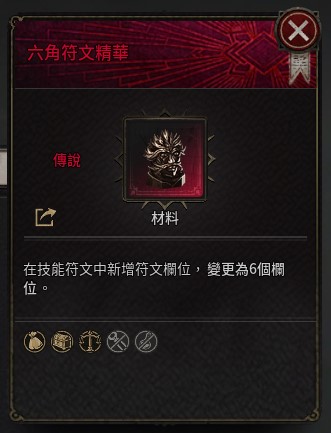 六角符文精華
傳說
材料
在技能符文中新增符文欄位，變更為6個欄
位。